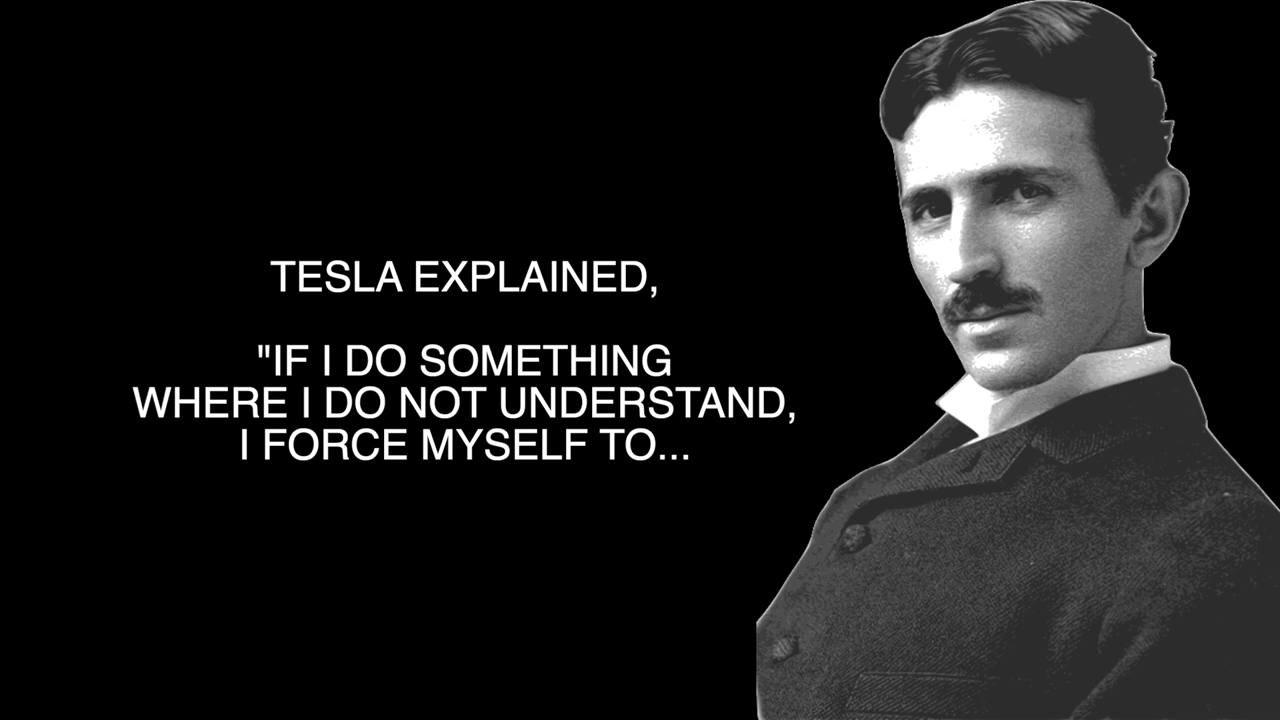 TESLA EXPLAINED,
"IF I DO SOMETHING
WHERE I DO NOT UNDERSTAND,
I FORCE MYSELF TO...